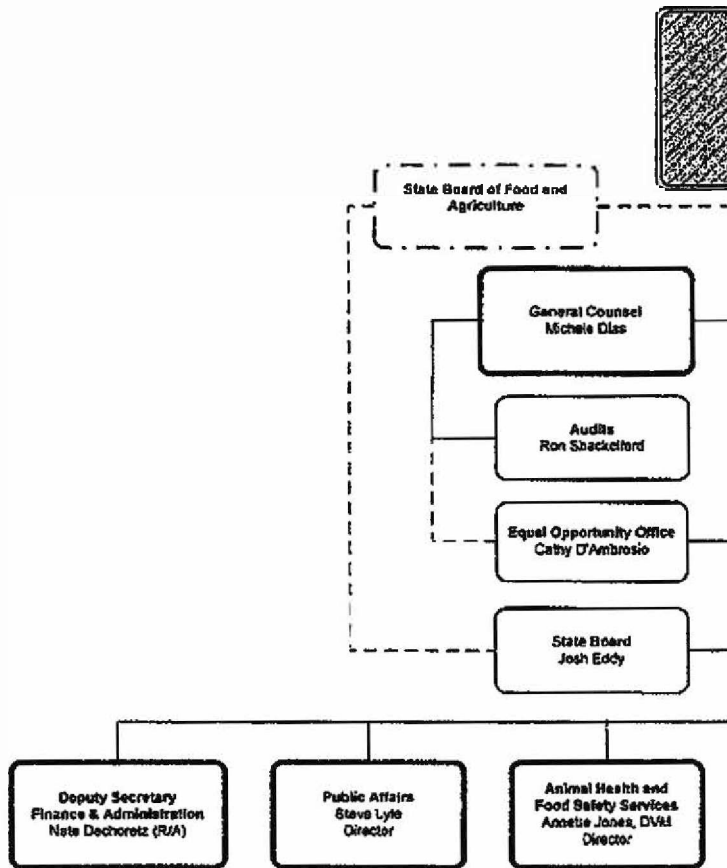 State Board of Food and
Agriculture
General Counsel
Michele Dias
Audits
Ron Shackelford
Equal Opportunity Office
Cathy D'Ambrosio
State Board
Josh Eddy
Deputy Secretary
Finance & Administration
Nate Dechoretz (R/A)
Public Affairs
Steve Lyle
Director
Animal Health and
Food Safety Services
Annette Jones, DVM
Director